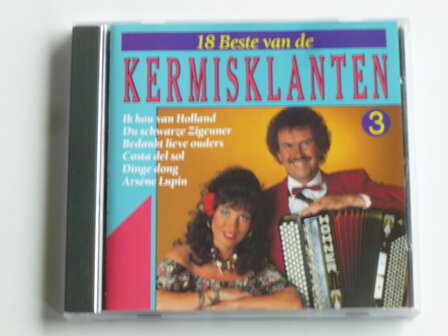 18 Beste van de
KERMISKLANTEN
3
Ik hou van Holland
Du schwarze Zigeuner
Bedankt lieve ouders
Costa del sol
Dinge dong
Arsène Lupin